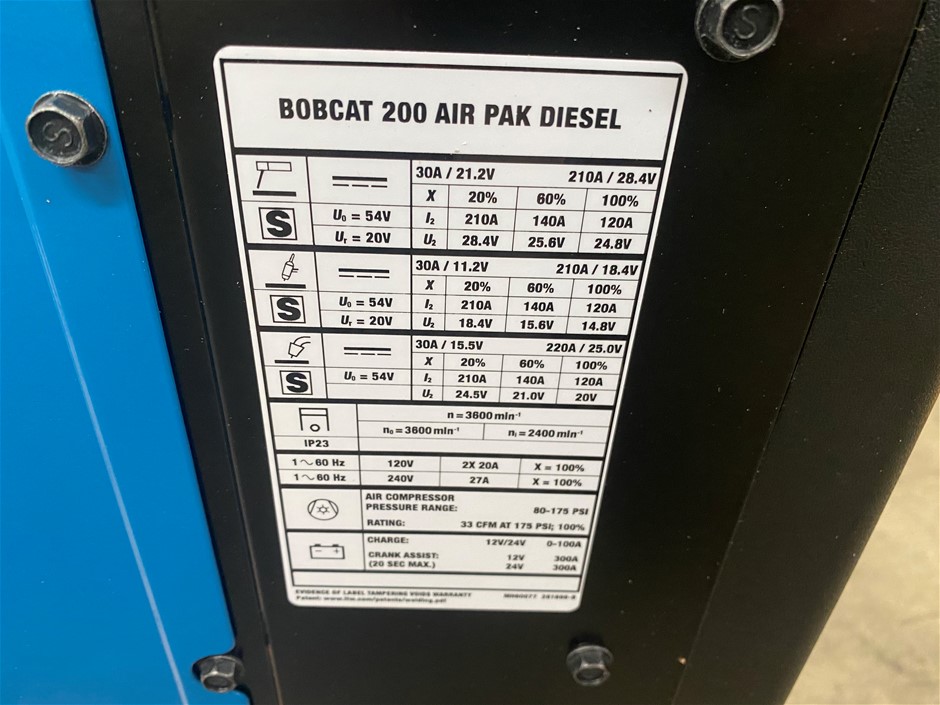 BOBCAT 200 AIR PAK DIESEL
30A / 21.2V 210A / 28.4V
X 20% 60% 100%
S U₀ = 54V I₂ 210A 140A 120A
Uᵣ = 20V U₂ 28.4V 25.6V 24.8V
30A / 11.2V 210A / 18.4V
X 20% 60% 100%
S U₀ = 54V I₂ 210A 140A 120A
Uᵣ = 20V U₂ 18.4V 15.6V 14.8V
30A / 15.5V 220A / 25.0V
X 20% 60% 100%
S U₀ = 54V I₂ 210A 140A 120A
U₂ 24.5V 21.0V 20V
n = 3600 min⁻¹
n₀ = 3600 min⁻¹ nᵢ = 2400 min⁻¹
IP23
1~60 Hz 120V 2X 20A X = 100%
1~60 Hz 240V 27A X = 100%
AIR COMPRESSOR
PRESSURE RANGE: 80-175 PSI
RATING: 33 CFM AT 175 PSI; 100%
CHARGE: 12V/24V 0-100A
CRANK ASSIST: 12V 300A
(20 SEC MAX.) 24V 300A
EVIDENCE OF LABEL TAMPERING VOIDS WARRANTY
Patent: www.itw.com/patents/welding.pdf
S
S